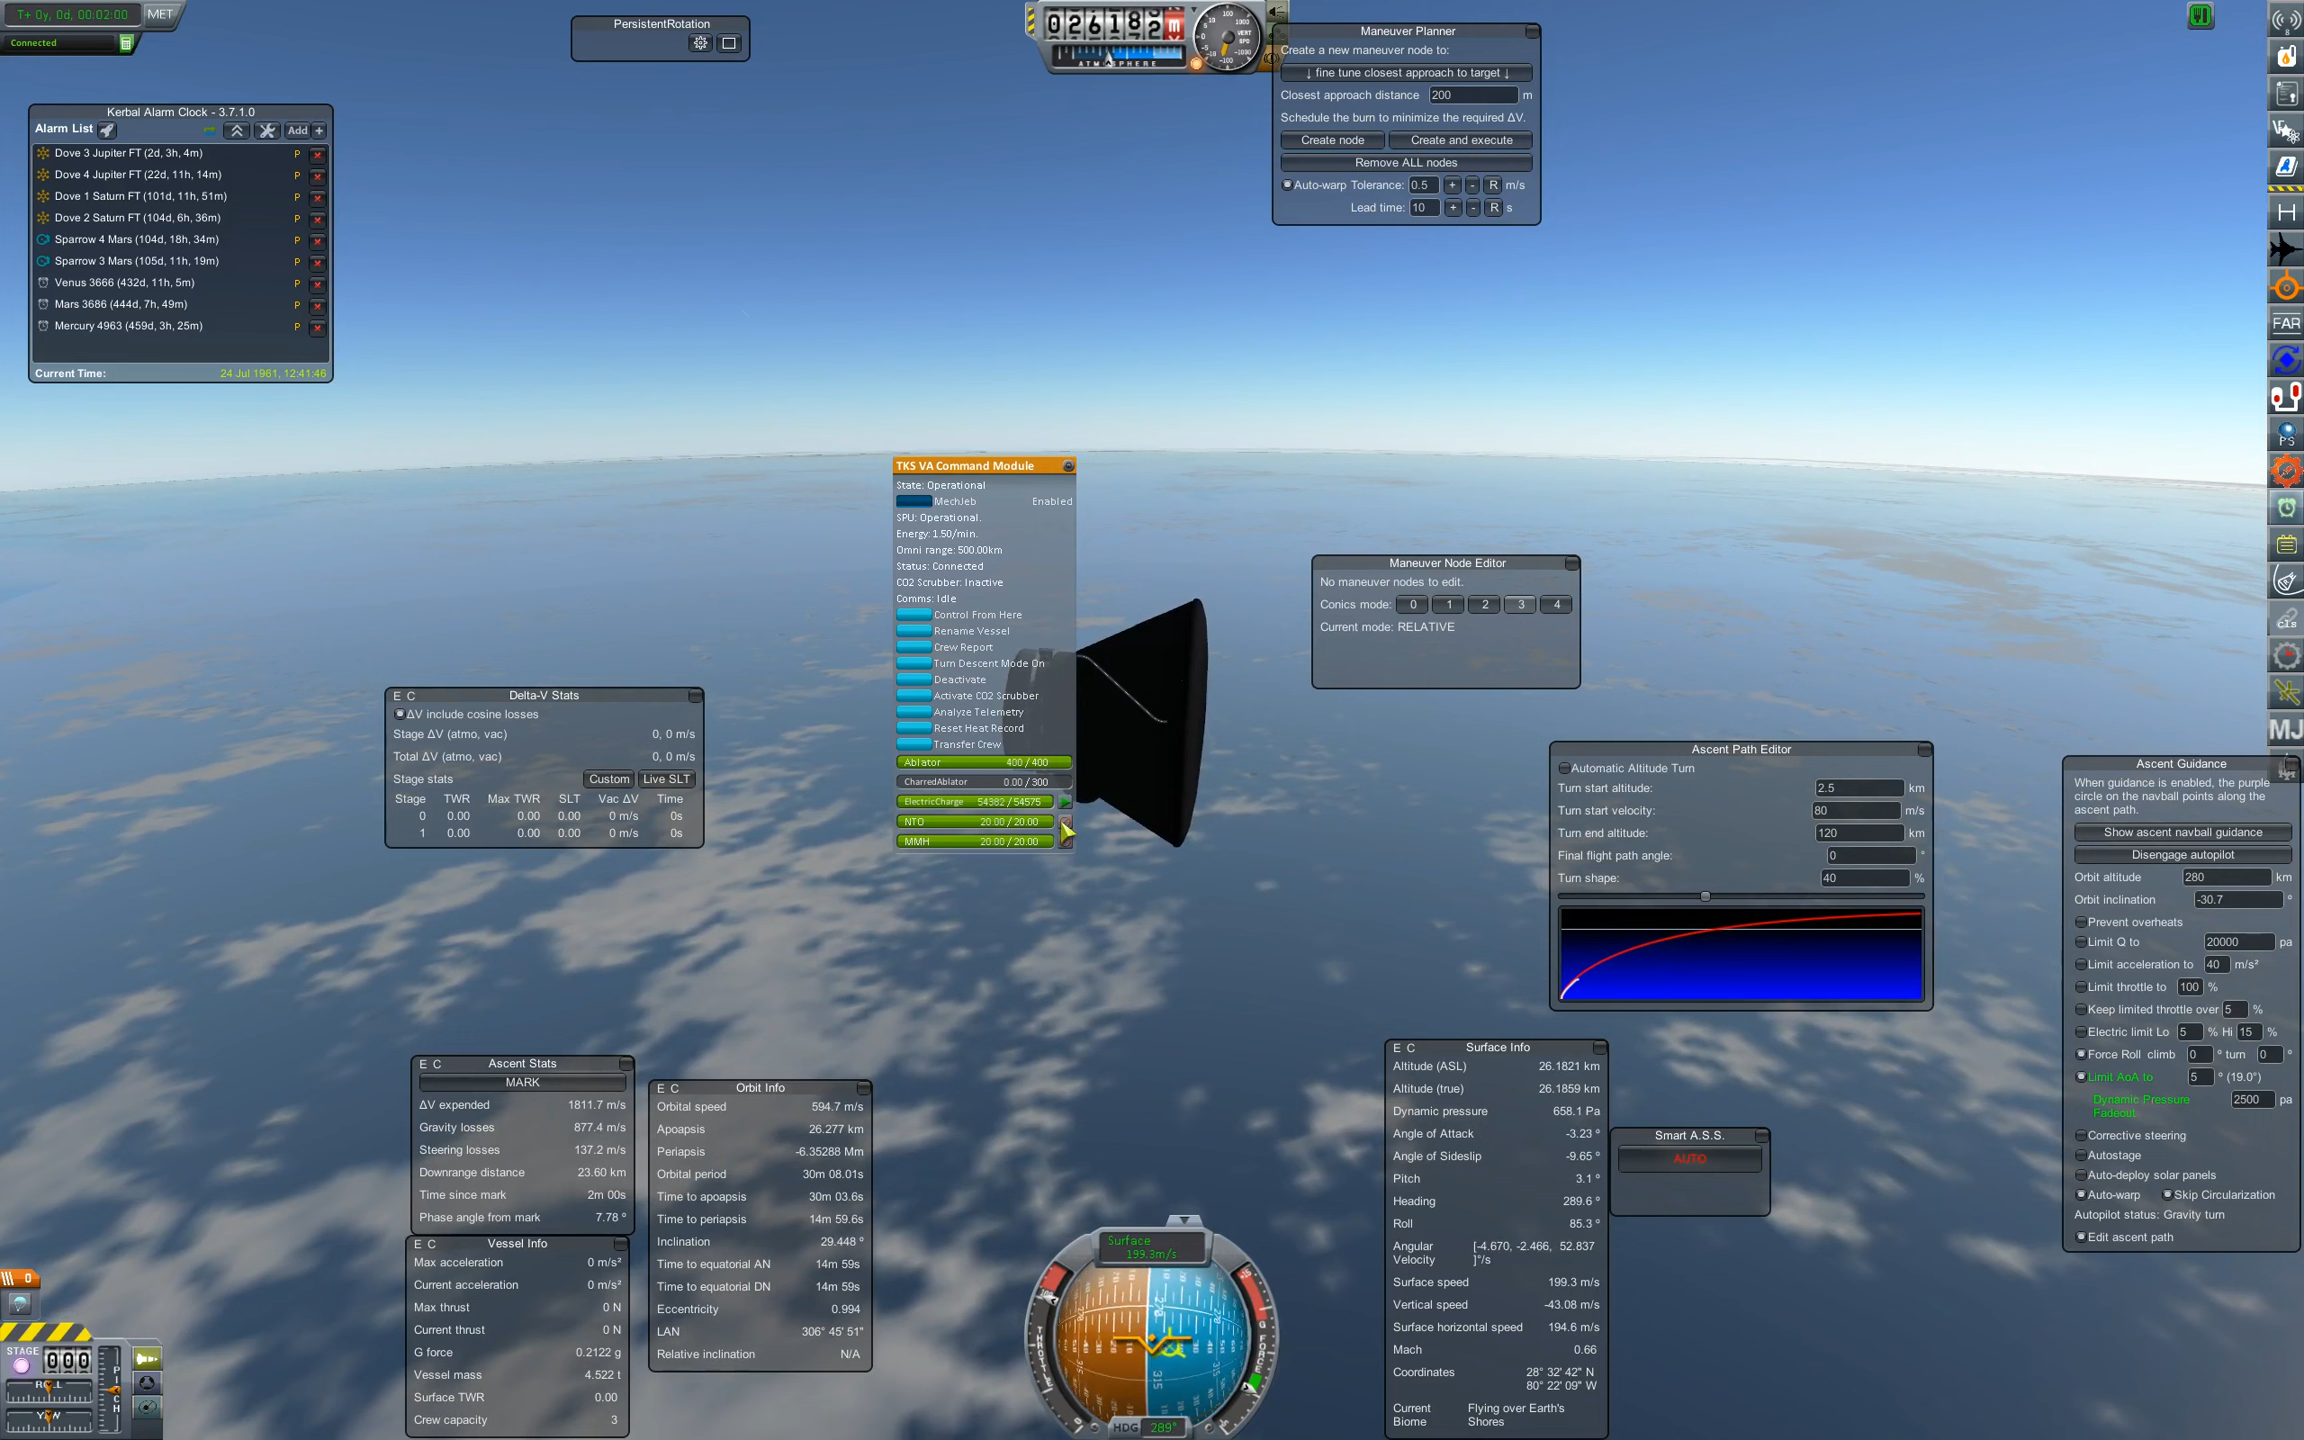 T+ 0y, 0d, 00:02:00 MET
Connected
PersistentRotation
02618 2 m
ATMOSPHERE
VERT SPD
Kerbal Alarm Clock - 3.7.1.0
Alarm List Add +
Dove 3 Jupiter FT (2d, 3h, 4m) P
Dove 4 Jupiter FT (22d, 11h, 14m) P
Dove 1 Saturn FT (101d, 11h, 51m) P
Dove 2 Saturn FT (104d, 6h, 36m) P
Sparrow 4 Mars (104d, 18h, 34m) P
Sparrow 3 Mars (105d, 11h, 19m) P
Venus 3666 (432d, 11h, 5m) P
Mars 3686 (444d, 7h, 49m) P
Mercury 4963 (459d, 3h, 25m) P
Current Time: 24 Jul 1961, 12:41:46
Maneuver Planner
Create a new maneuver node to:
↓ fine tune closest approach to target ↓
Closest approach distance 200 m
Schedule the burn to minimize the required ΔV.
Create node Create and execute
Remove ALL nodes
Auto-warp Tolerance: 0.5 + - R m/s
Lead time: 10 + - R s
TKS VA Command Module
State: Operational
MechJeb Enabled
SPU: Operational.
Energy: 1.50/min.
Omni range: 500.00km
Status: Connected
CO2 Scrubber: Inactive
Comms: Idle
Control From Here
Rename Vessel
Crew Report
Turn Descent Mode On
Deactivate
Activate CO2 Scrubber
Analyze Telemetry
Reset Heat Record
Transfer Crew
Ablator 400 / 400
CharredAblator 0.00 / 300
ElectricCharge 54382 / 54575
NTO 20.00 / 20.00
MMH 20.00 / 20.00
Maneuver Node Editor
No maneuver nodes to edit.
Conics mode: 0 1 2 3 4
Current mode: RELATIVE
E C Delta-V Stats
ΔV include cosine losses
Stage ΔV (atmo, vac) 0, 0 m/s
Total ΔV (atmo, vac) 0, 0 m/s
Stage stats Custom Live SLT
Stage TWR Max TWR SLT Vac ΔV Time
0 0.00 0.00 0.00 0 m/s 0s
1 0.00 0.00 0.00 0 m/s 0s
Ascent Path Editor
Automatic Altitude Turn
Turn start altitude: 2.5 km
Turn start velocity: 80 m/s
Turn end altitude: 120 km
Final flight path angle: 0 °
Turn shape: 40 %
Ascent Guidance
When guidance is enabled, the purple
circle on the navball points along the
ascent path.
Show ascent navball guidance
Disengage autopilot
Orbit altitude 280 km
Orbit inclination -30.7 °
Prevent overheats
Limit Q to 20000 pa
Limit acceleration to 40 m/s²
Limit throttle to 100 %
Keep limited throttle over 5 %
Electric limit Lo 5 % Hi 15 %
Force Roll climb 0 ° turn 0 °
Limit AoA to 5 ° (19.0°)
Dynamic Pressure
Fadeout 2500 pa
Corrective steering
Autostage
Auto-deploy solar panels
Auto-warp Skip Circularization
Autopilot status: Gravity turn
Edit ascent path
E C Ascent Stats
MARK
ΔV expended 1811.7 m/s
Gravity losses 877.4 m/s
Steering losses 137.2 m/s
Downrange distance 23.60 km
Time since mark 2m 00s
Phase angle from mark 7.78 °
E C Vessel Info
Max acceleration 0 m/s²
Current acceleration 0 m/s²
Max thrust 0 N
Current thrust 0 N
G force 0.2122 g
Vessel mass 4.522 t
Surface TWR 0.00
Crew capacity 3
E C Orbit Info
Orbital speed 594.7 m/s
Apoapsis 26.277 km
Periapsis -6.35288 Mm
Orbital period 30m 08.01s
Time to apoapsis 30m 03.6s
Time to periapsis 14m 59.6s
Inclination 29.448 °
Time to equatorial AN 14m 59s
Time to equatorial DN 14m 59s
Eccentricity 0.994
LAN 306° 45' 51"
Relative inclination N/A
E C Surface Info
Altitude (ASL) 26.1821 km
Altitude (true) 26.1859 km
Dynamic pressure 658.1 Pa
Angle of Attack -3.23 °
Angle of Sideslip -9.65 °
Pitch 3.1 °
Heading 289.6 °
Roll 85.3 °
Angular [-4.670, -2.466, 52.837
Velocity ]°/s
Surface speed 199.3 m/s
Vertical speed -43.08 m/s
Surface horizontal speed 194.6 m/s
Mach 0.66
Coordinates 28° 32' 42" N
80° 22' 09" W
Current Flying over Earth's
Biome Shores
Smart A.S.S.
AUTO
Surface
199.3m/s
THROTTLE
G FORCE
HDG 289°
0
STAGE 000
ROLL
YAW
PITCH
FAR
PS
cls
MJ